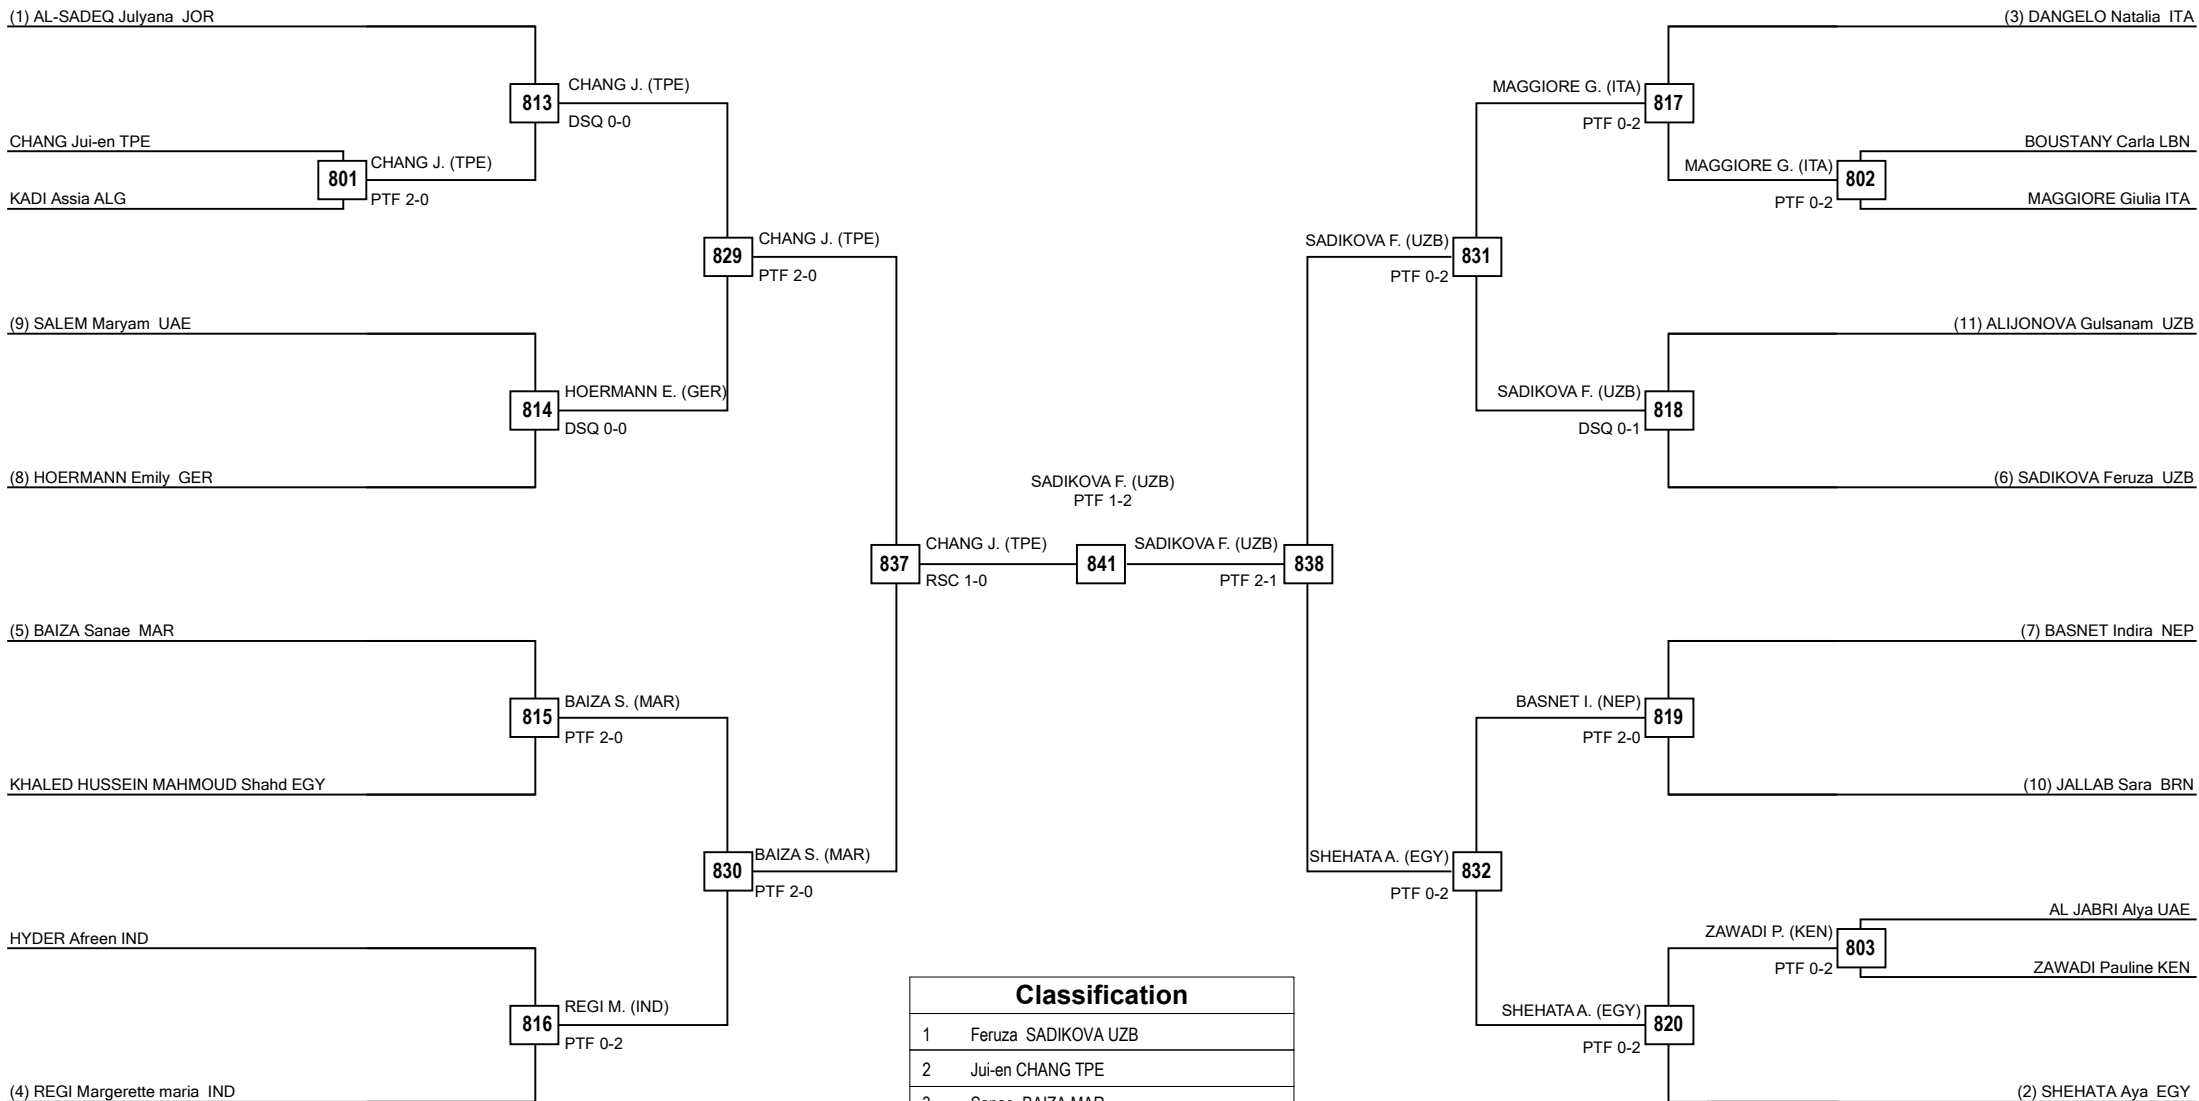 (1) AL-SADEQ Julyana JOR
813
CHANG J. (TPE)
DSQ 0-0
CHANG Jui-en TPE
801
CHANG J. (TPE)
PTF 2-0
KADI Assia ALG
829
CHANG J. (TPE)
PTF 2-0
(9) SALEM Maryam UAE
814
HOERMANN E. (GER)
DSQ 0-0
(8) HOERMANN Emily GER
837
CHANG J. (TPE)
RSC 1-0
(5) BAIZA Sanae MAR
815
BAIZA S. (MAR)
PTF 2-0
KHALED HUSSEIN MAHMOUD Shahd EGY
830
BAIZA S. (MAR)
PTF 2-0
HYDER Afreen IND
816
REGI M. (IND)
PTF 0-2
(4) REGI Margerette maria IND
SADIKOVA F. (UZB)
PTF 1-2
841
(3) DANGELO Natalia ITA
MAGGIORE G. (ITA)
817
PTF 0-2
BOUSTANY Carla LBN
MAGGIORE G. (ITA)
802
PTF 0-2
MAGGIORE Giulia ITA
SADIKOVA F. (UZB)
831
PTF 0-2
(11) ALIJONOVA Gulsanam UZB
SADIKOVA F. (UZB)
818
DSQ 0-1
(6) SADIKOVA Feruza UZB
SADIKOVA F. (UZB)
838
PTF 2-1
(7) BASNET Indira NEP
BASNET I. (NEP)
819
PTF 2-0
(10) JALLAB Sara BRN
SHEHATA A. (EGY)
832
PTF 0-2
AL JABRI Alya UAE
ZAWADI P. (KEN)
803
PTF 0-2
ZAWADI Pauline KEN
SHEHATA A. (EGY)
820
PTF 0-2
(2) SHEHATA Aya EGY
Classification
1 Feruza SADIKOVA UZB
2 Jui-en CHANG TPE